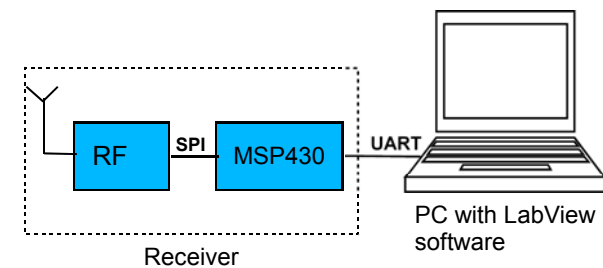 RF
SPI
MSP430
UART
PC with LabView
software
Receiver